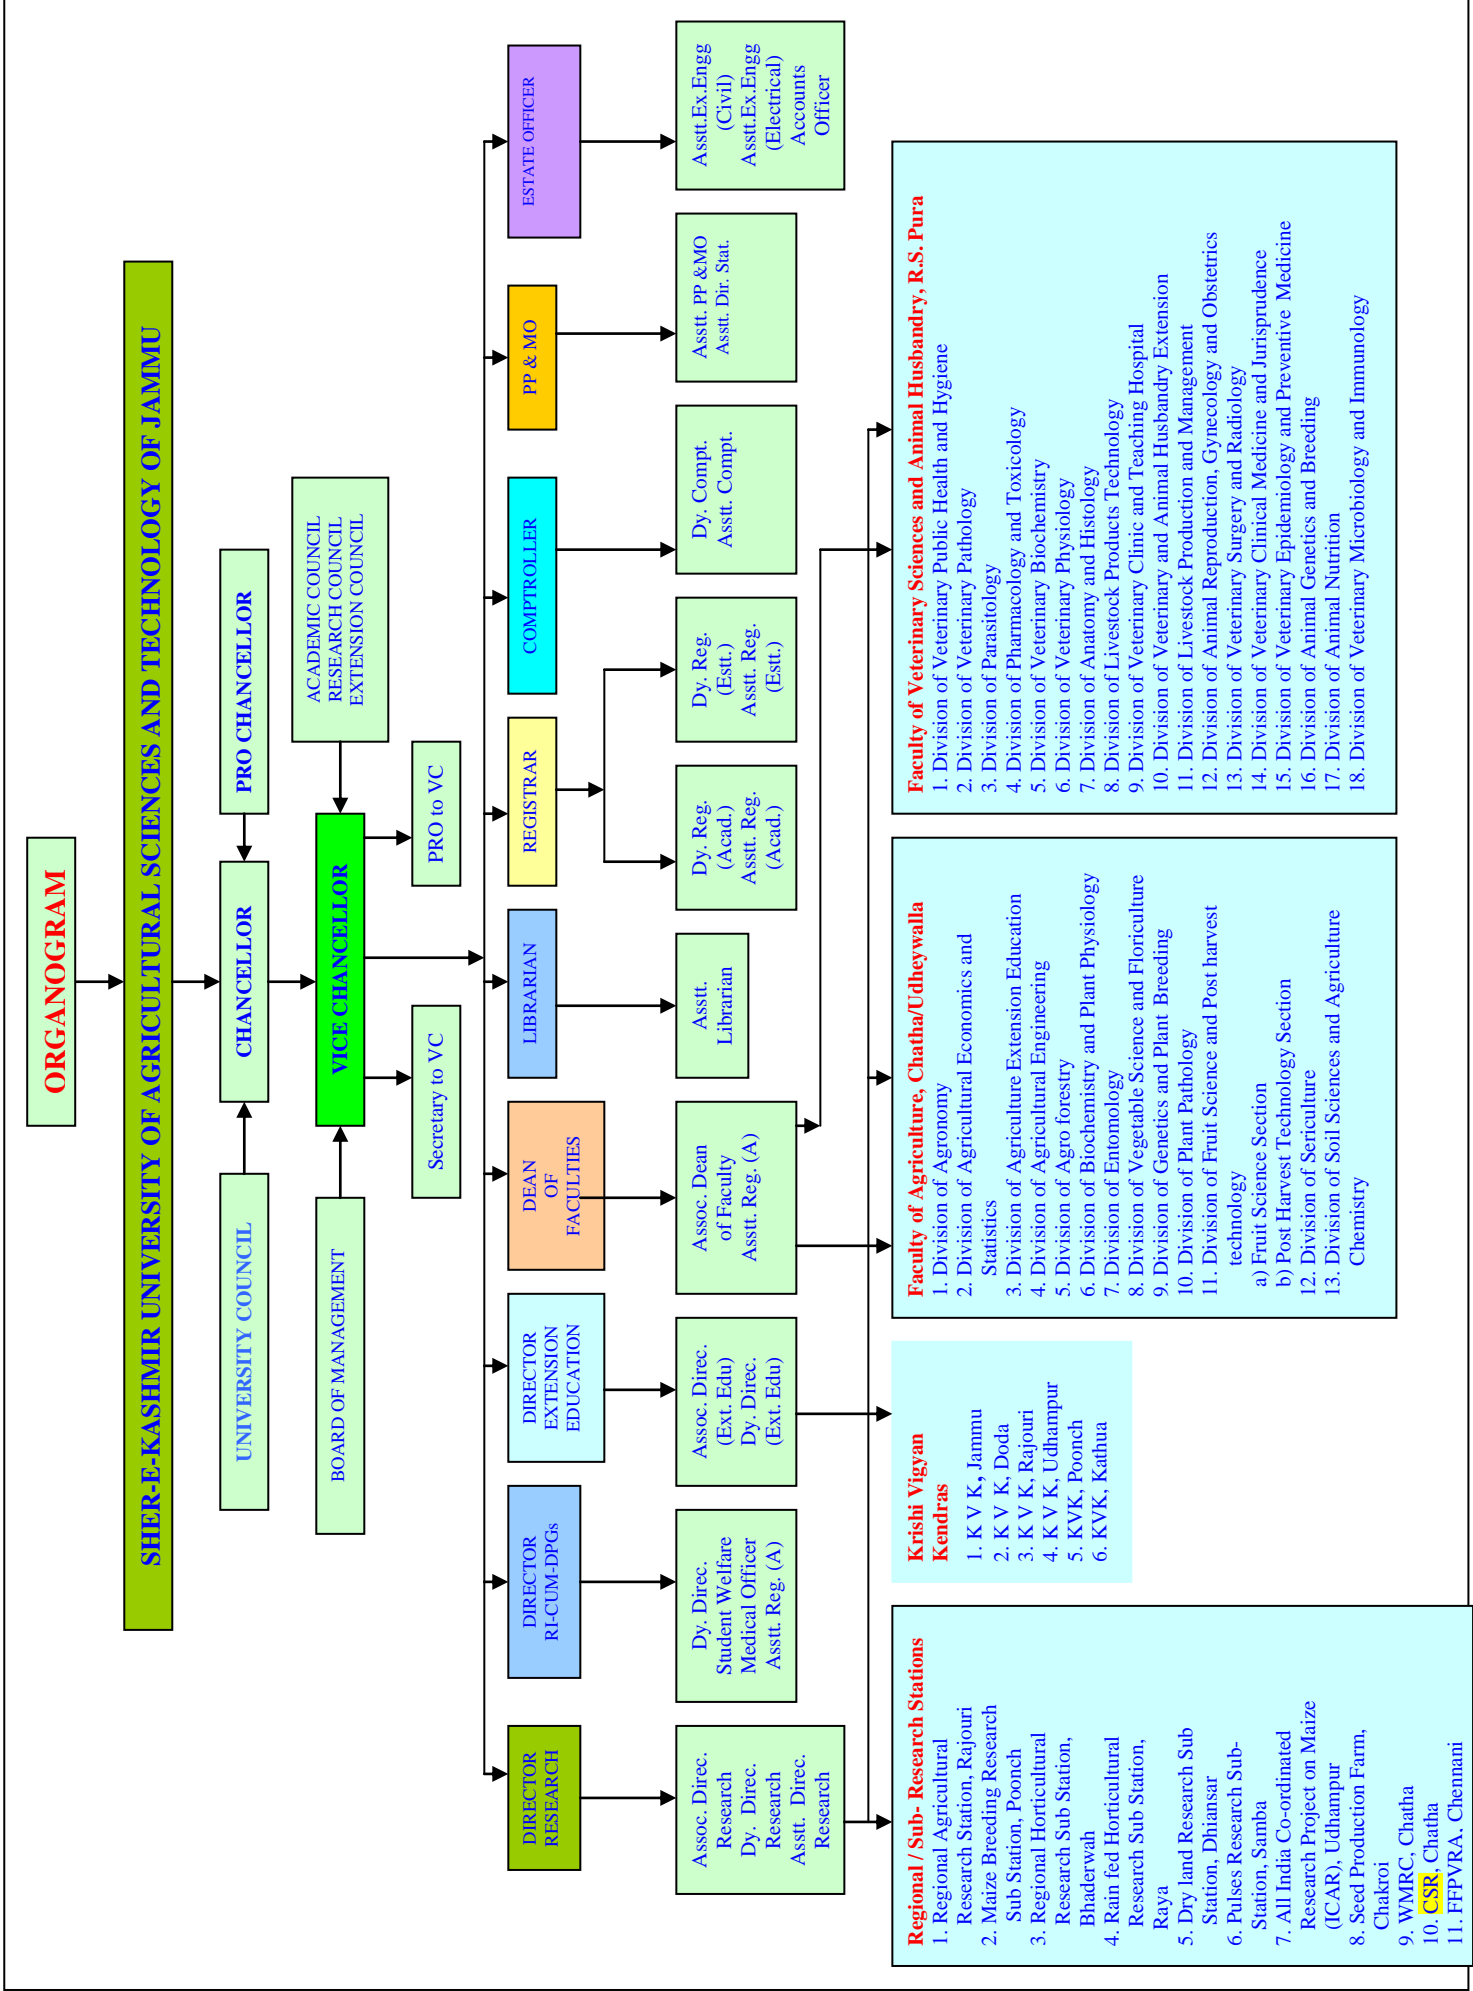 ORGANOGRAM
SHER-E-KASHMIR UNIVERSITY OF AGRICULTURAL SCIENCES AND TECHNOLOGY OF JAMMU
UNIVERSITY COUNCIL
CHANCELLOR
PRO CHANCELLOR
BOARD OF MANAGEMENT
VICE CHANCELLOR
ACADEMIC COUNCIL
RESEARCH COUNCIL
EXTENSION COUNCIL
Secretary to VC
PRO to VC
DIRECTOR
RESEARCH
DIRECTOR
RI-CUM-DPGs
DIRECTOR
EXTENSION
EDUCATION
DEAN
OF
FACULTIES
LIBRARIAN
REGISTRAR
COMPTROLLER
PP & MO
ESTATE OFFICER
Assoc. Direc.
Research
Dy. Direc.
Research
Asstt. Direc.
Research
Dy. Direc.
Student Welfare
Medical Officer
Asstt. Reg. (A)
Assoc. Direc.
(Ext. Edu)
Dy. Direc.
(Ext. Edu)
Assoc. Dean
of Faculty
Asstt. Reg. (A)
Asstt.
Librarian
Dy. Reg.
(Acad.)
Asstt. Reg.
(Acad.)
Dy. Reg.
(Estt.)
Asstt. Reg.
(Estt.)
Dy. Compt.
Asstt. Compt.
Asstt. PP &MO
Asstt. Dir. Stat.
Asstt.Ex.Engg
(Civil)
Asstt.Ex.Engg
(Electrical)
Accounts
Officer
Regional / Sub- Research Stations
1. Regional Agricultural
Research Station, Rajouri
2. Maize Breeding Research
Sub Station, Poonch
3. Regional Horticultural
Research Sub Station,
Bhaderwah
4. Rain fed Horticultural
Research Sub Station,
Raya
5. Dry land Research Sub
Station, Dhiansar
6. Pulses Research Sub-
Station, Samba
7. All India Co-ordinated
Research Project on Maize
(ICAR), Udhampur
8. Seed Production Farm,
Chakroi
9. WMRC, Chatha
10. CSR, Chatha
11. FFPVRA, Chennani
Krishi Vigyan
Kendras
1. K V K, Jammu
2. K V K, Doda
3. K V K, Rajouri
4. K V K, Udhampur
5. KVK, Poonch
6. KVK, Kathua
Faculty of Agriculture, Chatha/Udheywalla
1. Division of Agronomy
2. Division of Agricultural Economics and
Statistics
3. Division of Agriculture Extension Education
4. Division of Agricultural Engineering
5. Division of Agro forestry
6. Division of Biochemistry and Plant Physiology
7. Division of Entomology
8. Division of Vegetable Science and Floriculture
9. Division of Genetics and Plant Breeding
10. Division of Plant Pathology
11. Division of Fruit Science and Post harvest
technology
a) Fruit Science Section
b) Post Harvest Technology Section
12. Division of Sericulture
13. Division of Soil Sciences and Agriculture
Chemistry
Faculty of Veterinary Sciences and Animal Husbandry, R.S. Pura
1. Division of Veterinary Public Health and Hygiene
2. Division of Veterinary Pathology
3. Division of Parasitology
4. Division of Pharmacology and Toxicology
5. Division of Veterinary Biochemistry
6. Division of Veterinary Physiology
7. Division of Anatomy and Histology
8. Division of Livestock Products Technology
9. Division of Veterinary Clinic and Teaching Hospital
10. Division of Veterinary and Animal Husbandry Extension
11. Division of Livestock Production and Management
12. Division of Animal Reproduction, Gynecology and Obstetrics
13. Division of Veterinary Surgery and Radiology
14. Division of Veterinary Clinical Medicine and Jurisprudence
15. Division of Veterinary Epidemiology and Preventive Medicine
16. Division of Animal Genetics and Breeding
17. Division of Animal Nutrition
18. Division of Veterinary Microbiology and Immunology